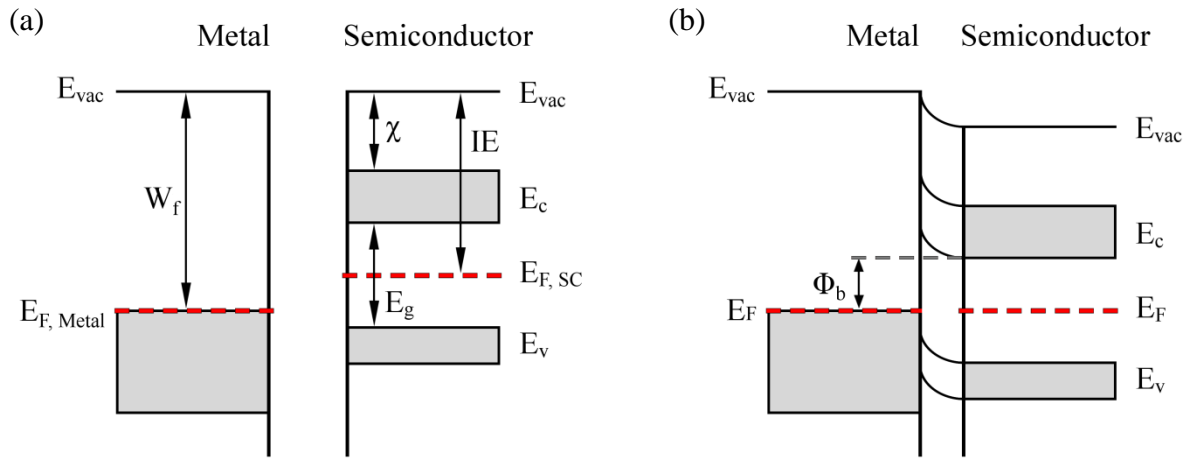 (a)
Metal
Semiconductor
E_vac
E_vac
χ
IE
W_f
E_c
E_F, SC
E_F, Metal
E_g
E_v
(b)
Metal
Semiconductor
E_vac
E_vac
E_c
Φ_b
E_F
E_F
E_v